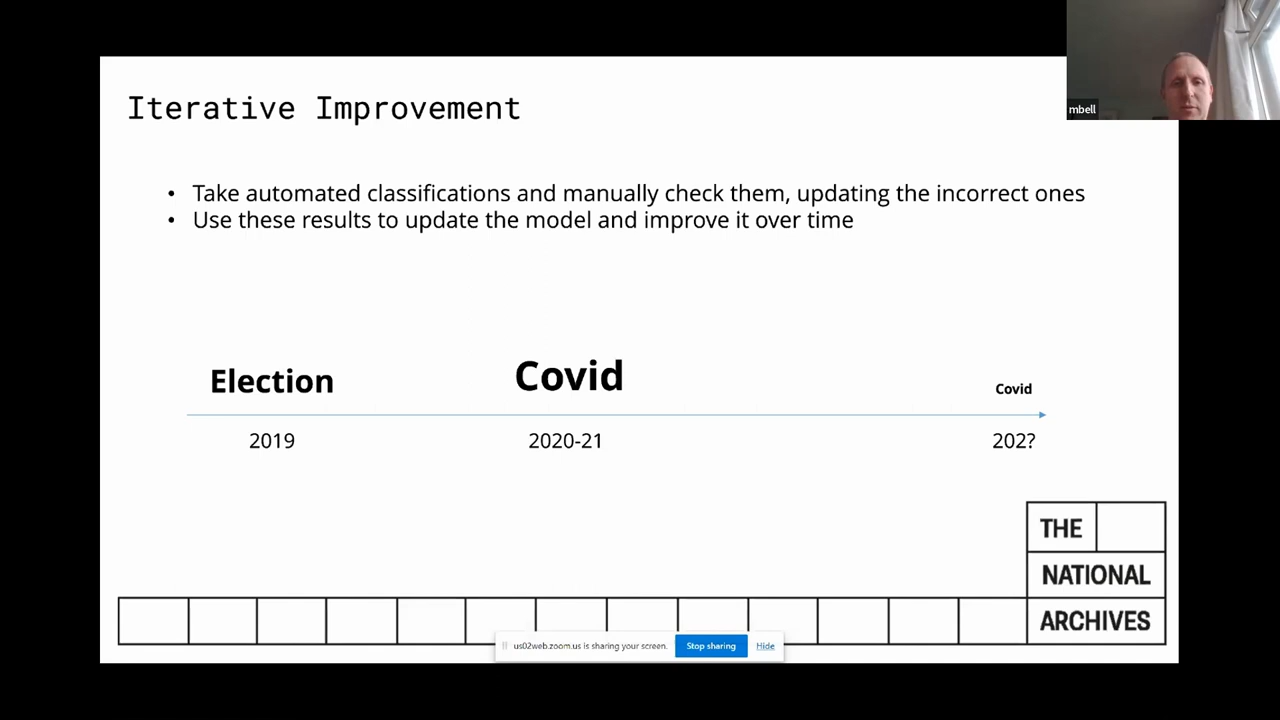 mbell
Iterative Improvement
• Take automated classifications and manually check them, updating the incorrect ones
• Use these results to update the model and improve it over time
Election
Covid
Covid
2019
2020-21
202?
THE
NATIONAL
ARCHIVES
us02web.zoom.us is sharing your screen.
Stop sharing
Hide